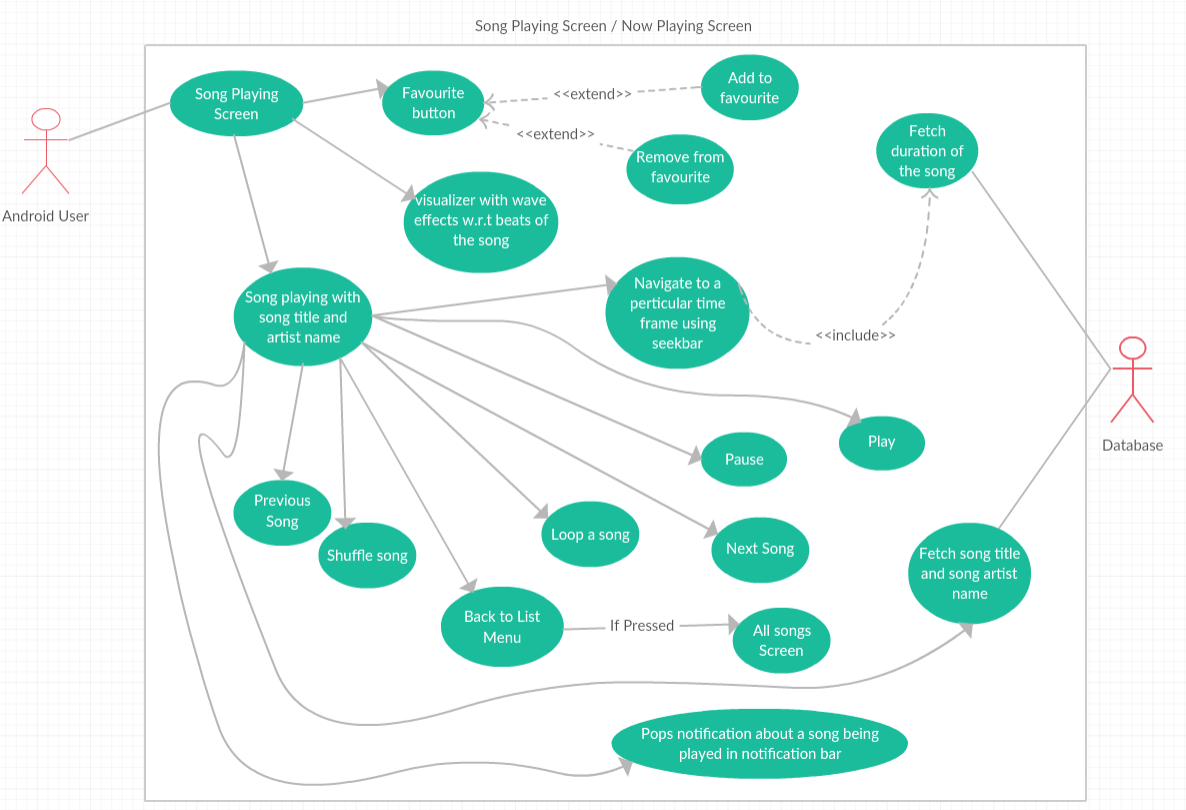 Song Playing Screen / Now Playing Screen
Song Playing
Screen
Favourite
button
<<extend>>
Add to
favourite
<<extend>>
Remove from
favourite
Fetch
duration of
the song
Android User
visualizer with wave
effects w.r.t beats of
the song
Song playing with
song title and
artist name
Navigate to a
perticular time
frame using
seekbar
<<include>>
Database
Play
Pause
Previous
Song
Shuffle song
Loop a song
Next Song
Fetch song title
and song artist
name
Back to List
Menu
If Pressed
All songs
Screen
Pops notification about a song being
played in notification bar